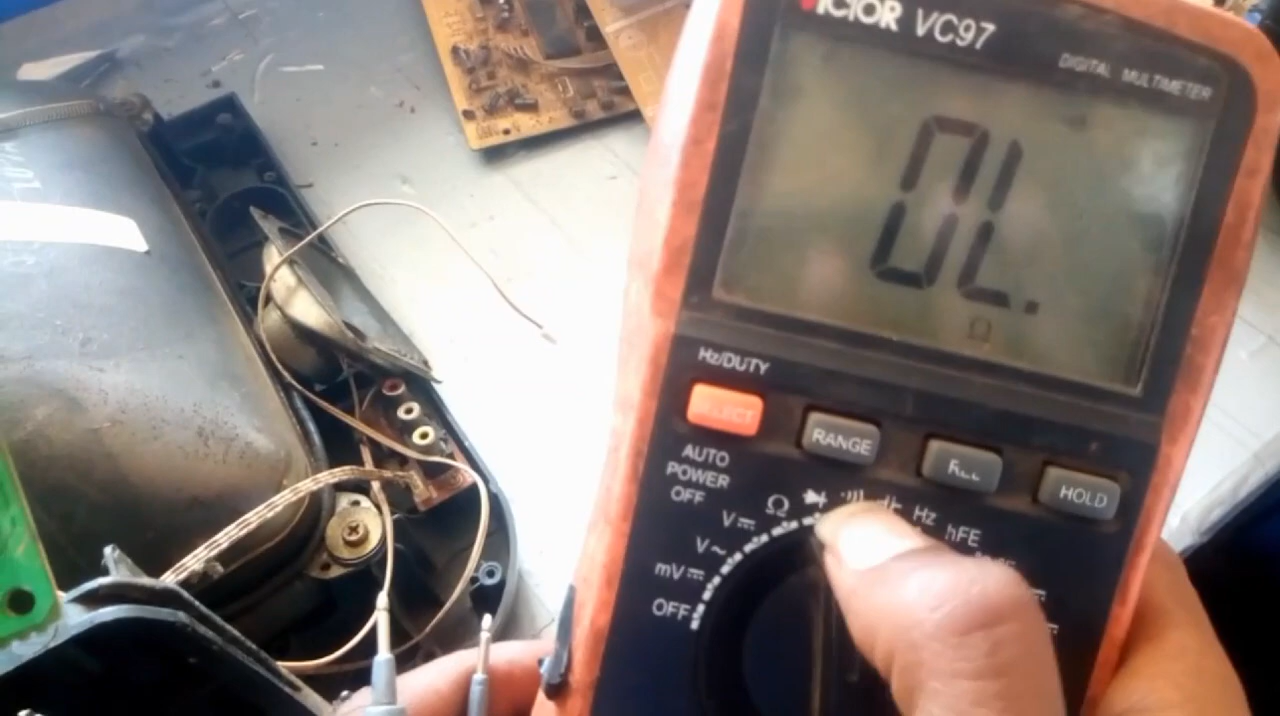 VICTOR VC97
DIGITAL MULTIMETER
0L.
Ω
Hz/DUTY
SELECT
RANGE
REL
HOLD
AUTO
POWER
OFF
Ω
Hz
hFE
V
V~
mV
OFF